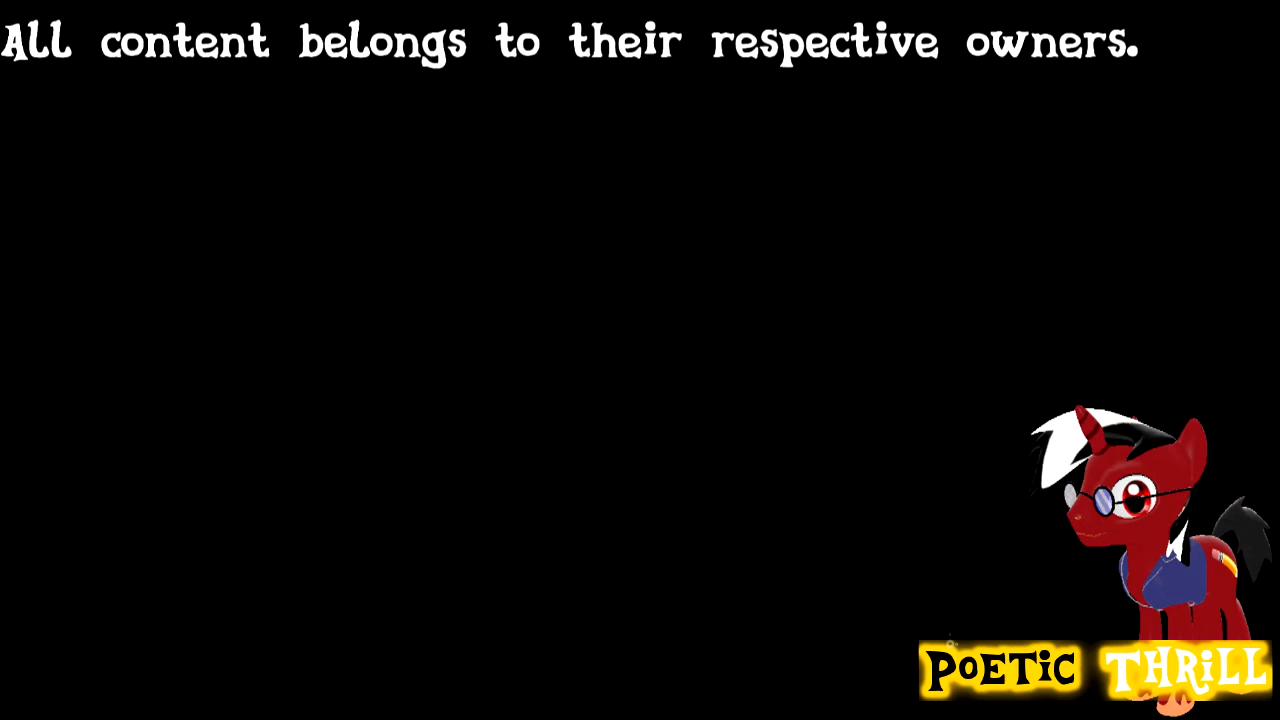 All content belongs to their respective owners.
POETiC THRiLL